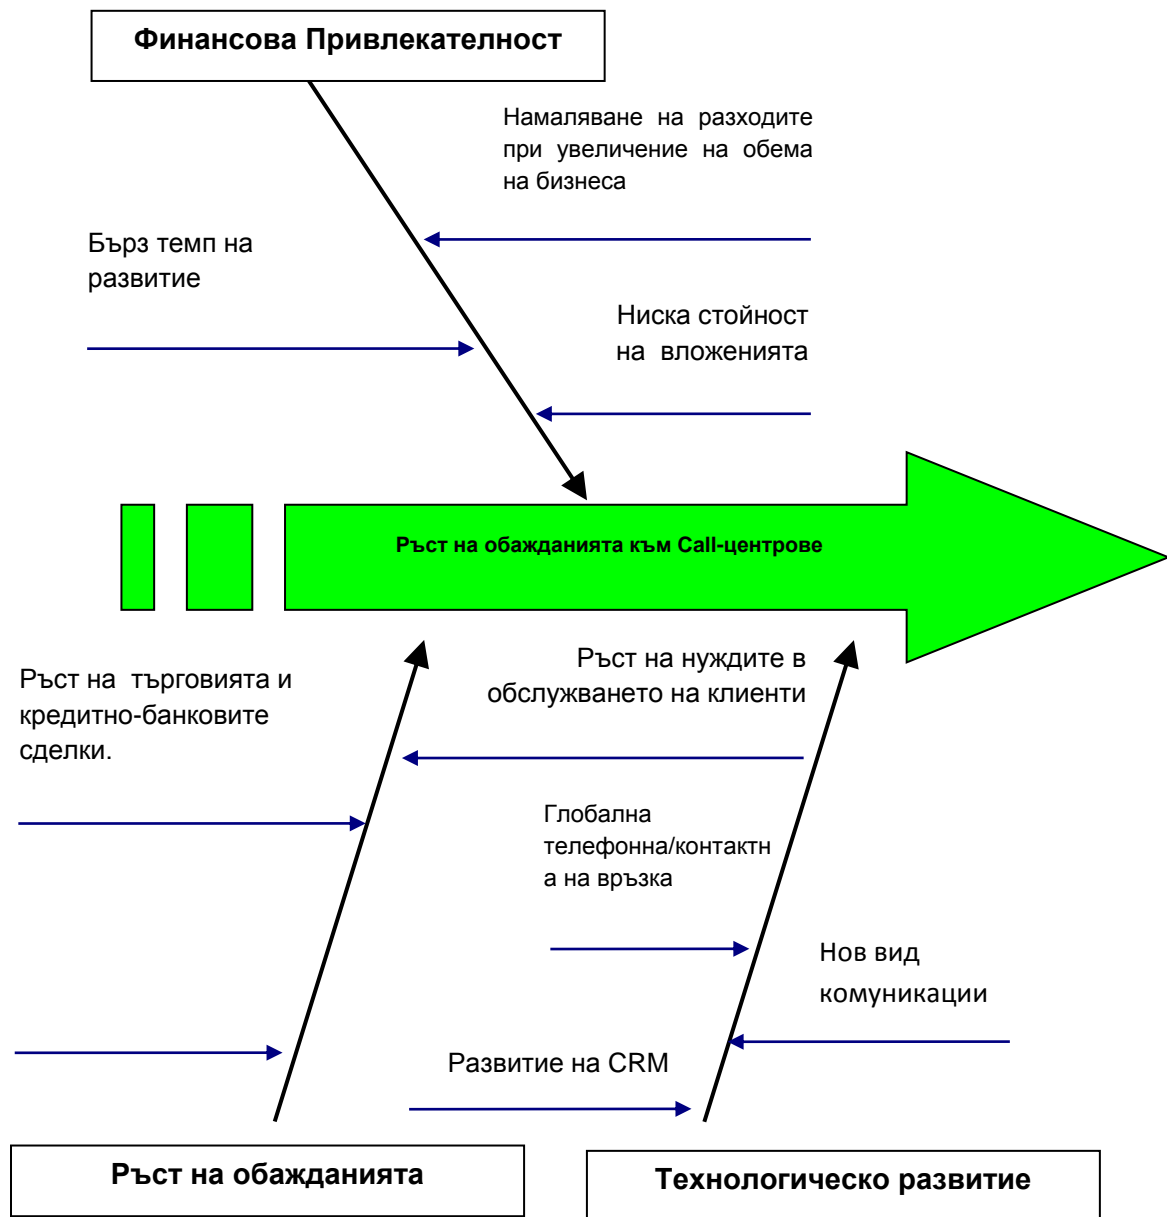 Финансова Привлекателност
Намаляване на разходите
при увеличение на обема
на бизнеса
Бърз темп на
развитие
Ниска стойност
на вложенията
Ръст на обажданията към Call-центрове
Ръст на нуждите в
обслужването на клиенти
Ръст на търговията и
кредитно-банковите
сделки.
Глобална
телефонна/контактн
а на връзка
Нов вид
комуникации
Развитие на CRM
Ръст на обажданията
Технологическо развитие